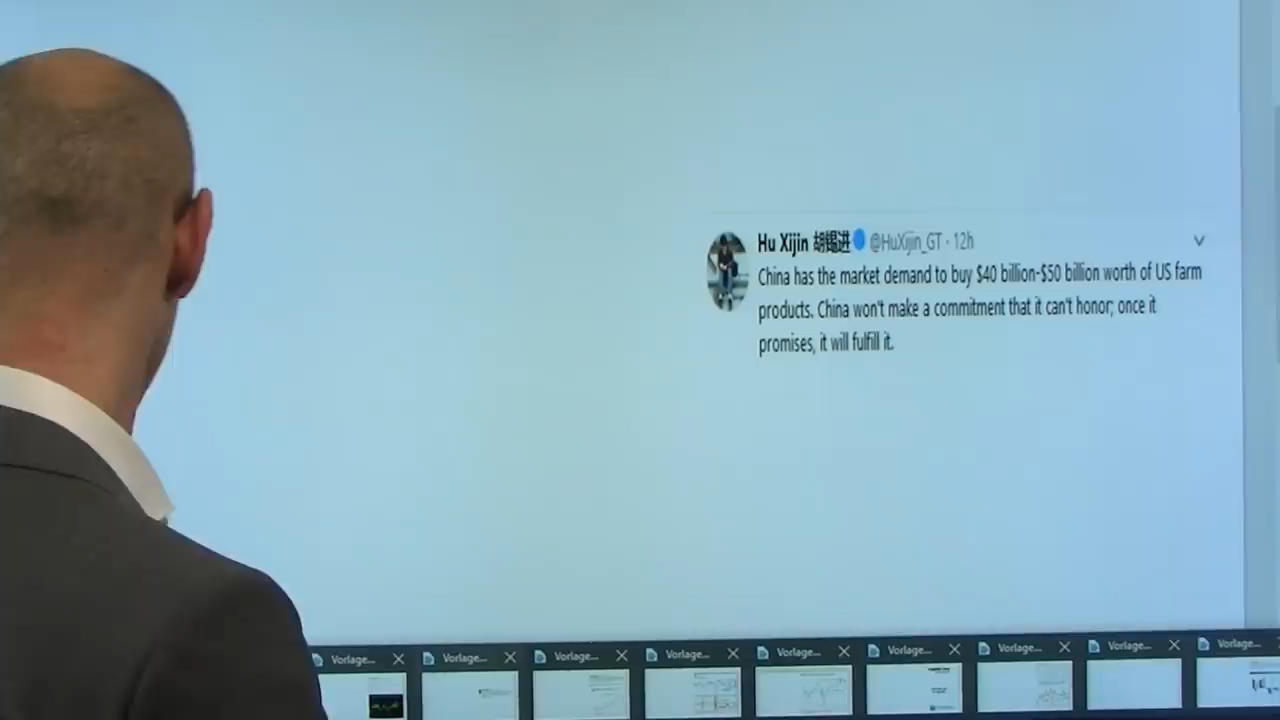 Hu Xijin 胡锡进 @HuXijin_GT · 12h
China has the market demand to buy $40 billion-$50 billion worth of US farm
products. China won't make a commitment that it can't honor; once it
promises, it will fulfill it.
Vorlage... Vorlage... Vorlage... Vorlage... Vorlage... Vorlage... Vorlage... Vorlage... Vorlage...